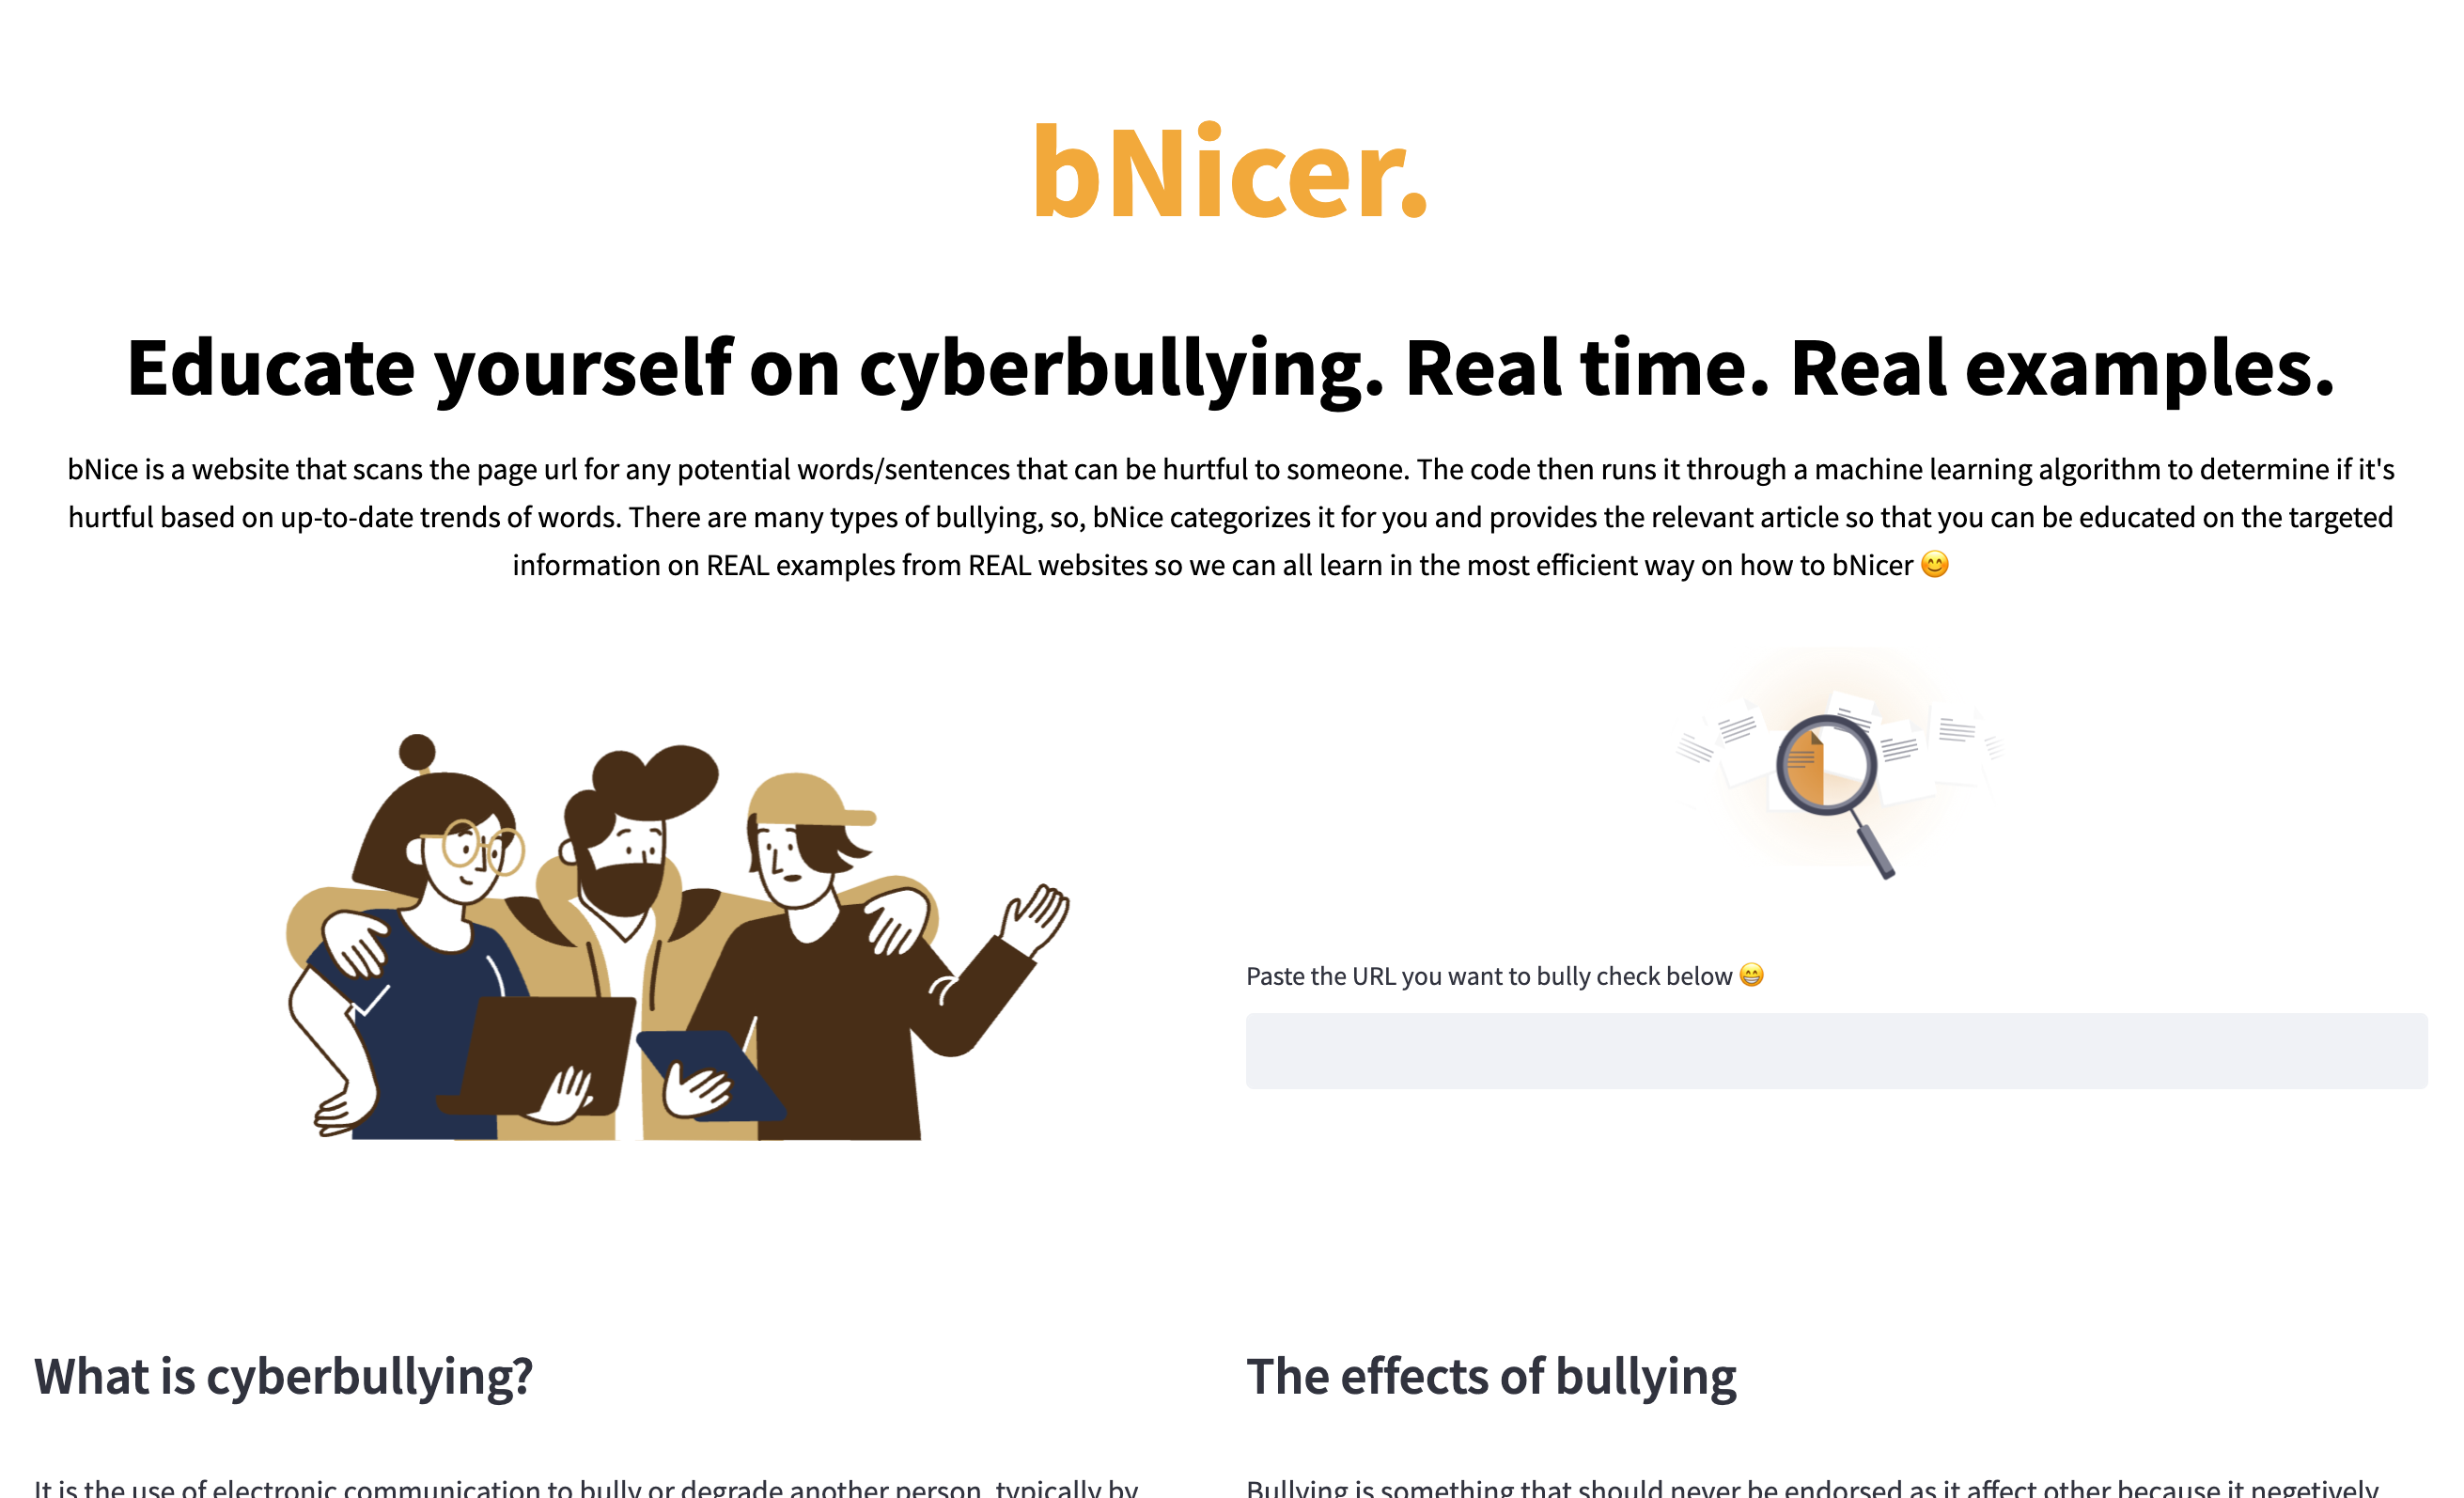 bNicer.
Educate yourself on cyberbullying. Real time. Real examples.
bNice is a website that scans the page url for any potential words/sentences that can be hurtful to someone. The code then runs it through a machine learning algorithm to determine if it's
hurtful based on up-to-date trends of words. There are many types of bullying, so, bNice categorizes it for you and provides the relevant article so that you can be educated on the targeted
information on REAL examples from REAL websites so we can all learn in the most efficient way on how to bNicer 😊
Paste the URL you want to bully check below 😁
What is cyberbullying?
It is the use of electronic communication to bully or degrade another person, typically by
The effects of bullying
Bullying is something that should never be endorsed as it affect other because it negetively